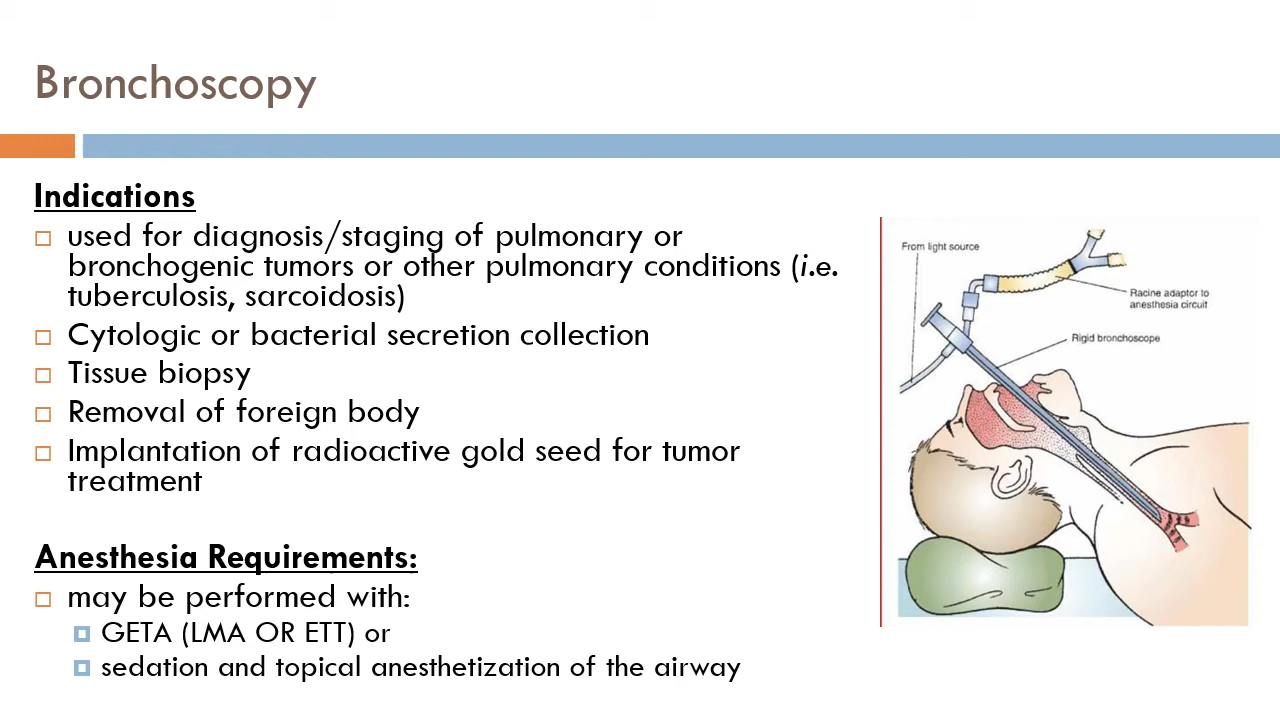 Bronchoscopy
Indications
used for diagnosis/staging of pulmonary or
bronchogenic tumors or other pulmonary conditions (i.e.
tuberculosis, sarcoidosis)
Cytologic or bacterial secretion collection
Tissue biopsy
Removal of foreign body
Implantation of radioactive gold seed for tumor
treatment
Anesthesia Requirements:
may be performed with:
GETA (LMA OR ETT) or
sedation and topical anesthetization of the airway
From light source
Racine adaptor to
anesthesia circuit
Rigid bronchoscope